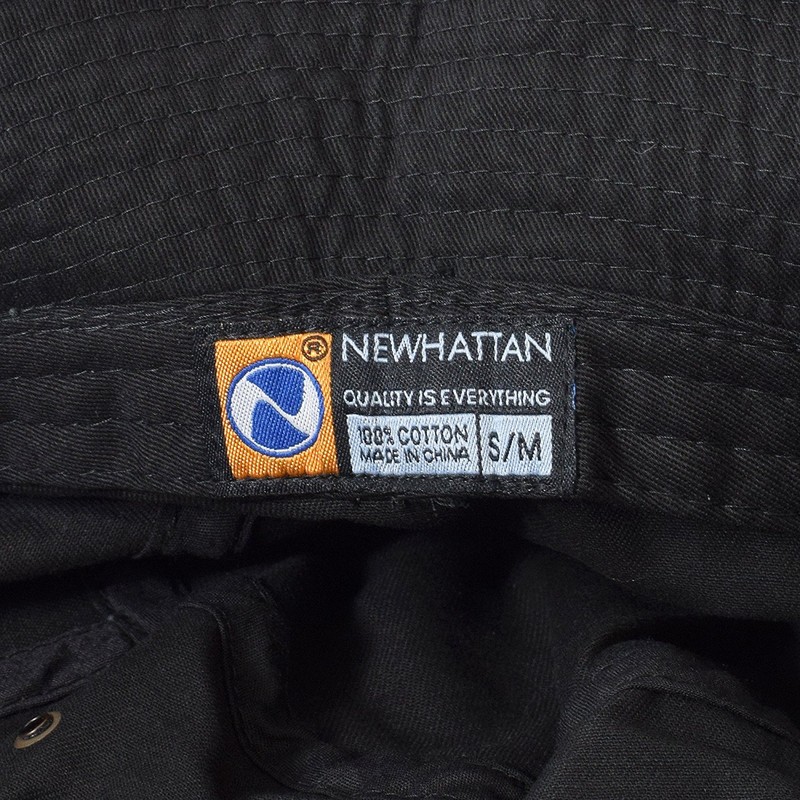 ®
NEWHATTAN
QUALITY IS EVERYTHING
100% COTTON
MADE IN CHINA
S/M